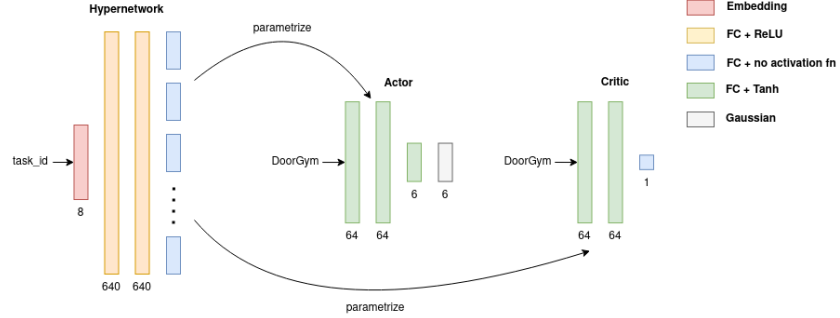 Hypernetwork
task_id
8
640
640
parametrize
parametrize
Actor
DoorGym
64
64
6
6
Critic
DoorGym
64
64
1
Embedding
FC + ReLU
FC + no activation fn
FC + Tanh
Gaussian